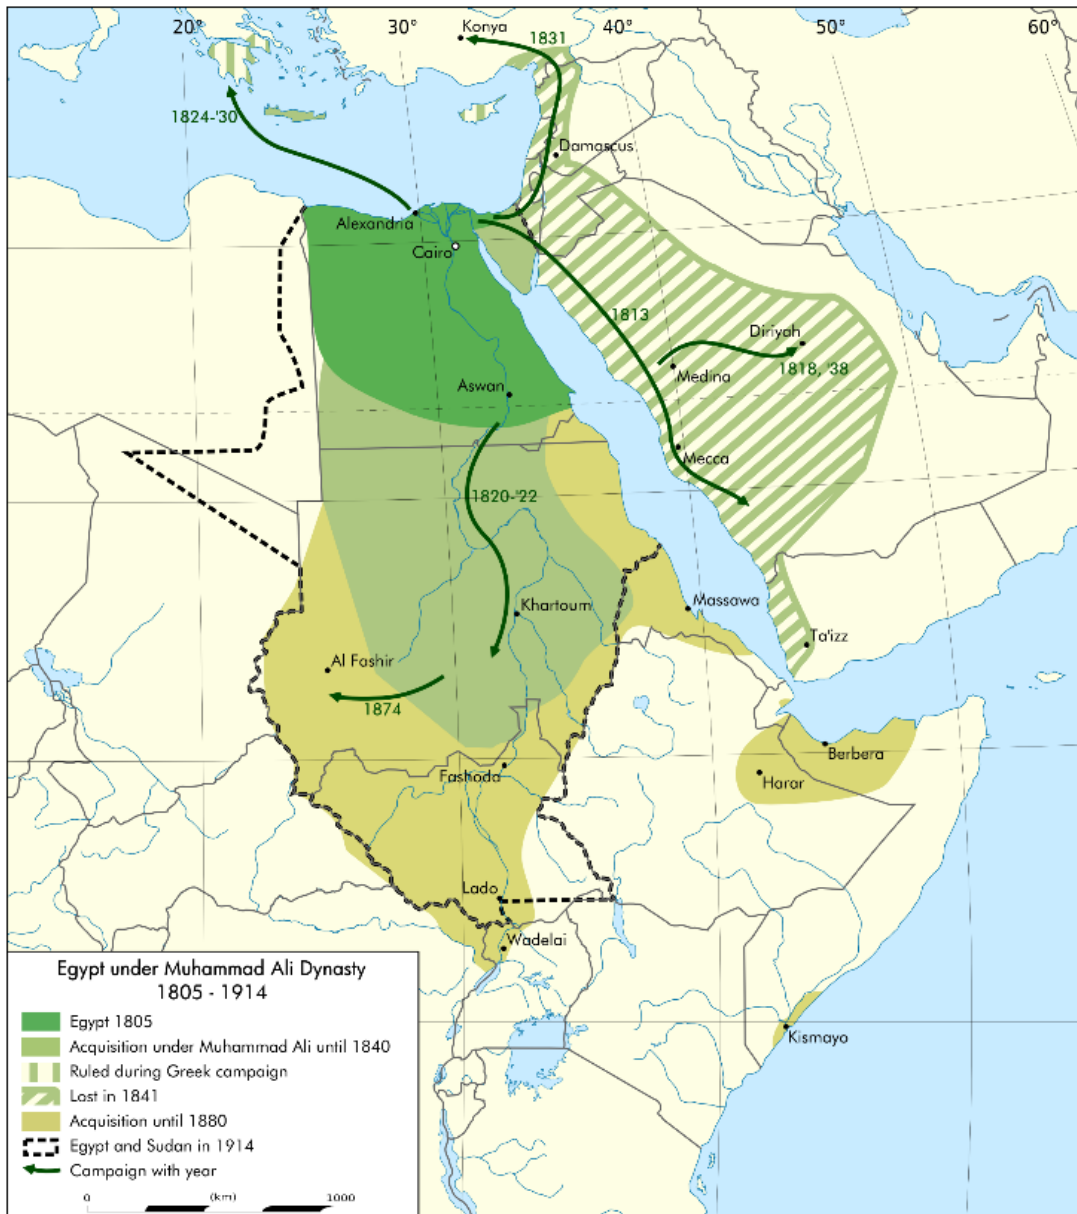 20°
30°
40°
50°
60°
Konya
1831
1824-'30
Damascus
Alexandria
Cairo
1813
Diriyah
1818, '38
Medina
Aswan
Mecca
1820-'22
Khartoum
Massawa
Ta'izz
Al Fashir
1874
Fashoda
Berbera
Harar
Lado
Wadelai
Kismayo
Egypt under Muhammad Ali Dynasty
1805 - 1914
Egypt 1805
Acquisition under Muhammad Ali until 1840
Ruled during Greek campaign
Lost in 1841
Acquisition until 1880
Egypt and Sudan in 1914
Campaign with year
0 (km) 1000